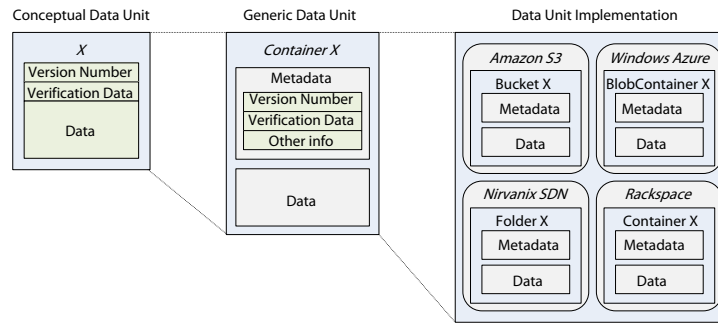 Conceptual Data Unit
X
Version Number
Verification Data
Data
Generic Data Unit
Container X
Metadata
Version Number
Verification Data
Other info
Data
Data Unit Implementation
Amazon S3
Bucket X
Metadata
Data
Windows Azure
BlobContainer X
Metadata
Data
Nirvanix SDN
Folder X
Metadata
Data
Rackspace
Container X
Metadata
Data